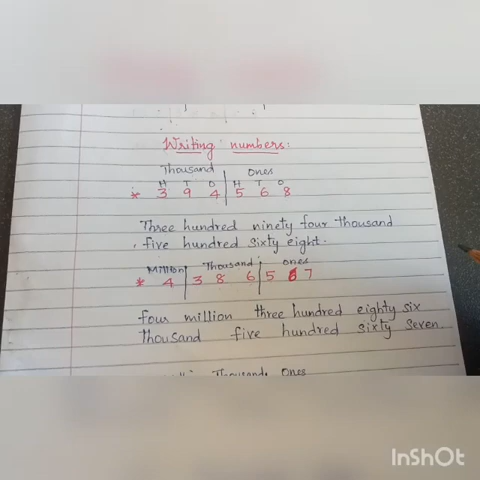 Writing numbers:
Thousand Ones
H T O H T O
* 3 9 4 5 6 8
Three hundred ninety four thousand
, five hundred sixty eight.
Million Thousand Ones
* 4 3 8 6 5 6 7
four million three hundred eighty six
Thousand five hundred sixty seven.
Thousand Ones
InShOt